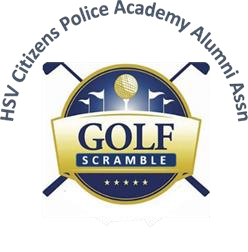 HSV Citizens Police Academy Alumni Assn
GOLF
SCRAMBLE